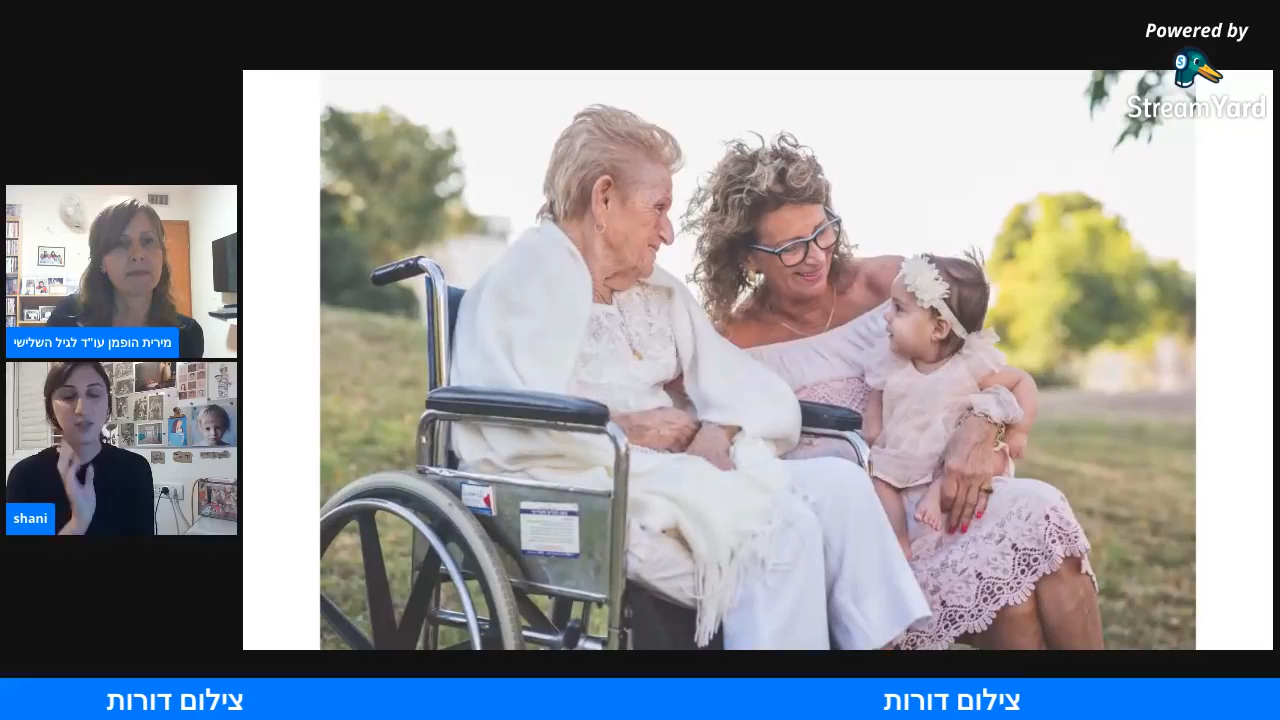 Powered by
StreamYard
מירית הופמן עו"ד לגיל השלישי
shani
צילום דורות
צילום דורות